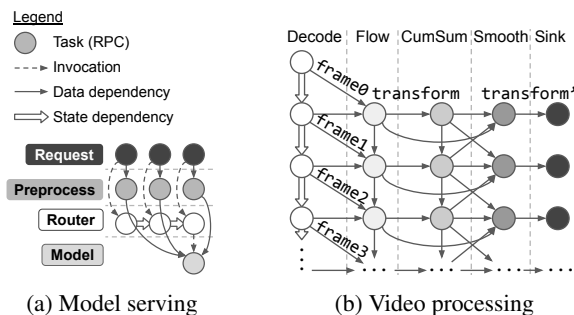 Legend
Task (RPC)
Invocation
Data dependency
State dependency
Request
Preprocess
Router
Model
(a) Model serving
Decode Flow CumSum Smooth Sink
frame0
transform transform'
frame1
frame2
frame3
(b) Video processing